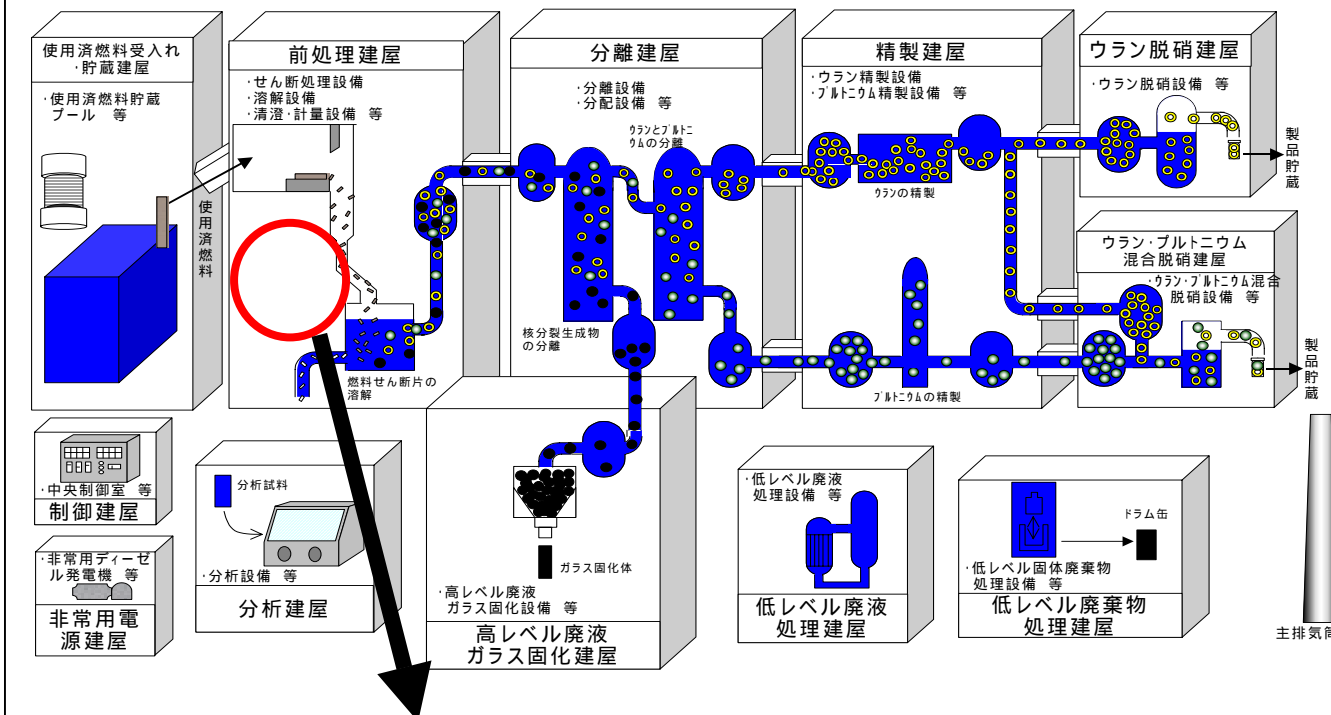 使用済燃料受入れ
・貯蔵建屋
・使用済燃料貯蔵
プール 等
使用済燃料
前処理建屋
・せん断処理設備
・溶解設備
・清澄・計量設備 等
燃料せん断片の
溶解
分離建屋
・分離設備
・分配設備 等
ウランとプルトニ
ウムの分離
核分裂生成物
の分離
精製建屋
・ウラン精製設備
・プルトニウム精製設備 等
ウランの精製
プルトニウムの精製
ウラン脱硝建屋
・ウラン脱硝設備 等
製品貯蔵
ウラン・プルトニウム
混合脱硝建屋
・ウラン・プルトニウム混合
脱硝設備 等
製品貯蔵
・中央制御室 等
制御建屋
・非常用ディーゼ
ル発電機 等
非常用電
源建屋
分析試料
・分析設備 等
分析建屋
ガラス固化体
・高レベル廃液
ガラス固化設備 等
高レベル廃液
ガラス固化建屋
・低レベル廃液
処理設備 等
低レベル廃液
処理建屋
ドラム缶
・低レベル固体廃棄物
処理設備 等
低レベル廃棄物
処理建屋
主排気筒